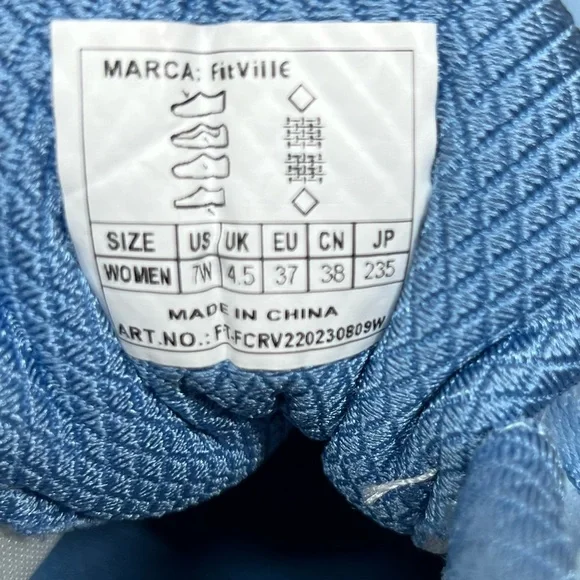 MARCA: FitVille
SIZE US UK EU CN JP
WOMEN 7W 4.5 37 38 235
MADE IN CHINA
ART.NO.: FT-FCRV220230809W